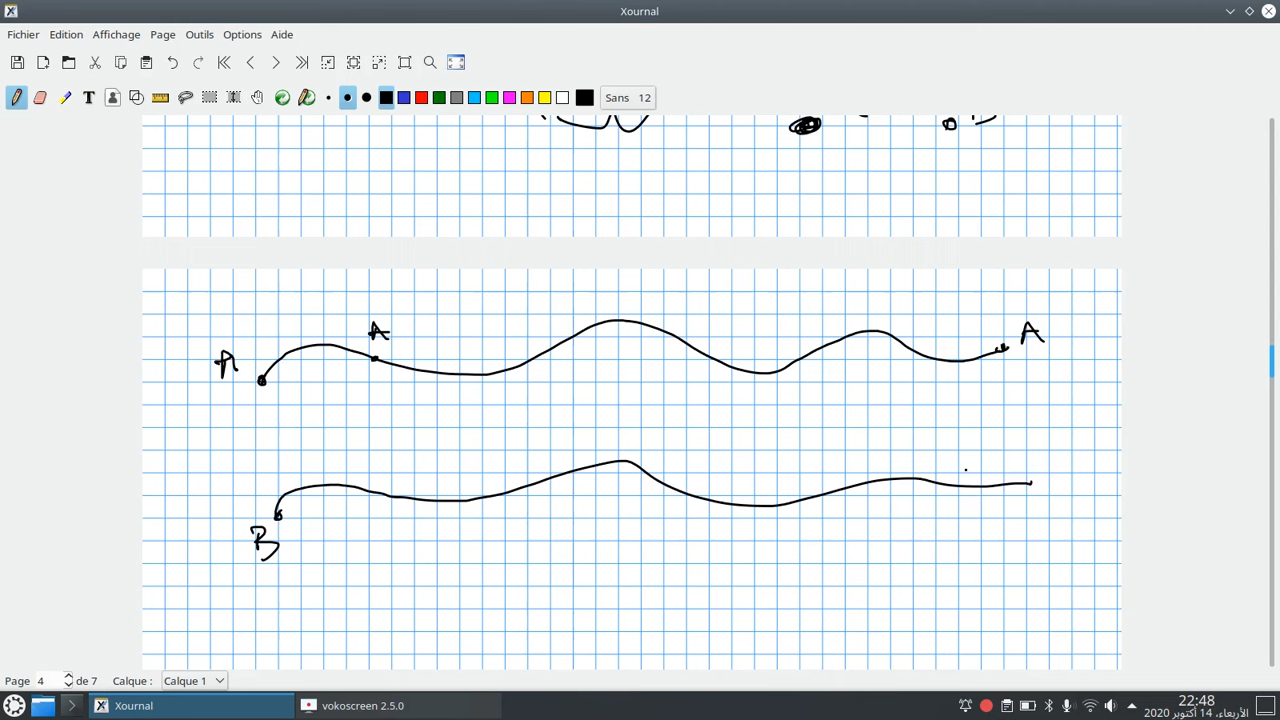 Xournal
Fichier Edition Affichage Page Outils Options Aide
Sans 12
A
A
A
B
Page 4 de 7 Calque : Calque 1
Xournal vokoscreen 2.5.0
22:48
الأربعاء, 14 أكتوبر 2020